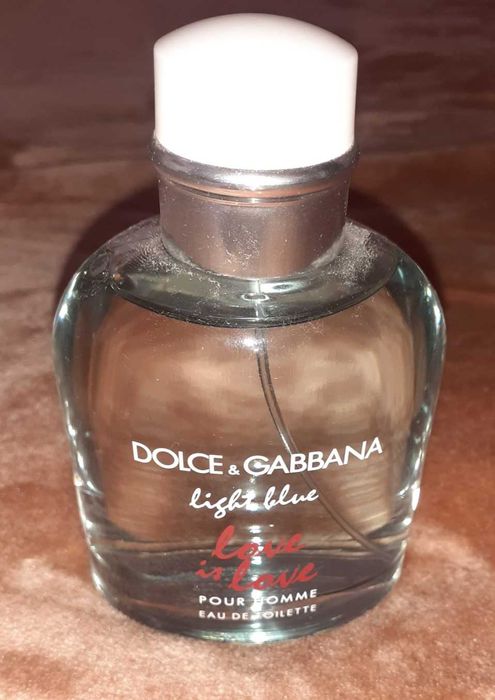 DOLCE & GABBANA
light blue
love
is love
POUR HOMME
EAU DE TOILETTE